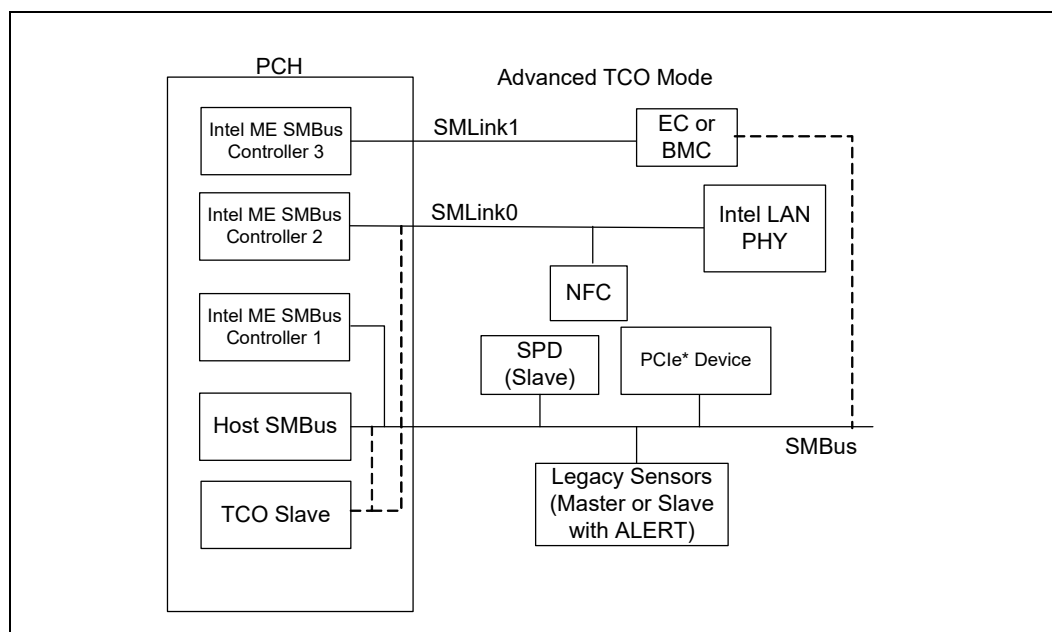 PCH
Advanced TCO Mode
Intel ME SMBus
Controller 3
SMLink1
EC or
BMC
Intel ME SMBus
Controller 2
SMLink0
Intel LAN
PHY
NFC
Intel ME SMBus
Controller 1
SPD
(Slave)
PCIe* Device
Host SMBus
SMBus
Legacy Sensors
(Master or Slave
with ALERT)
TCO Slave